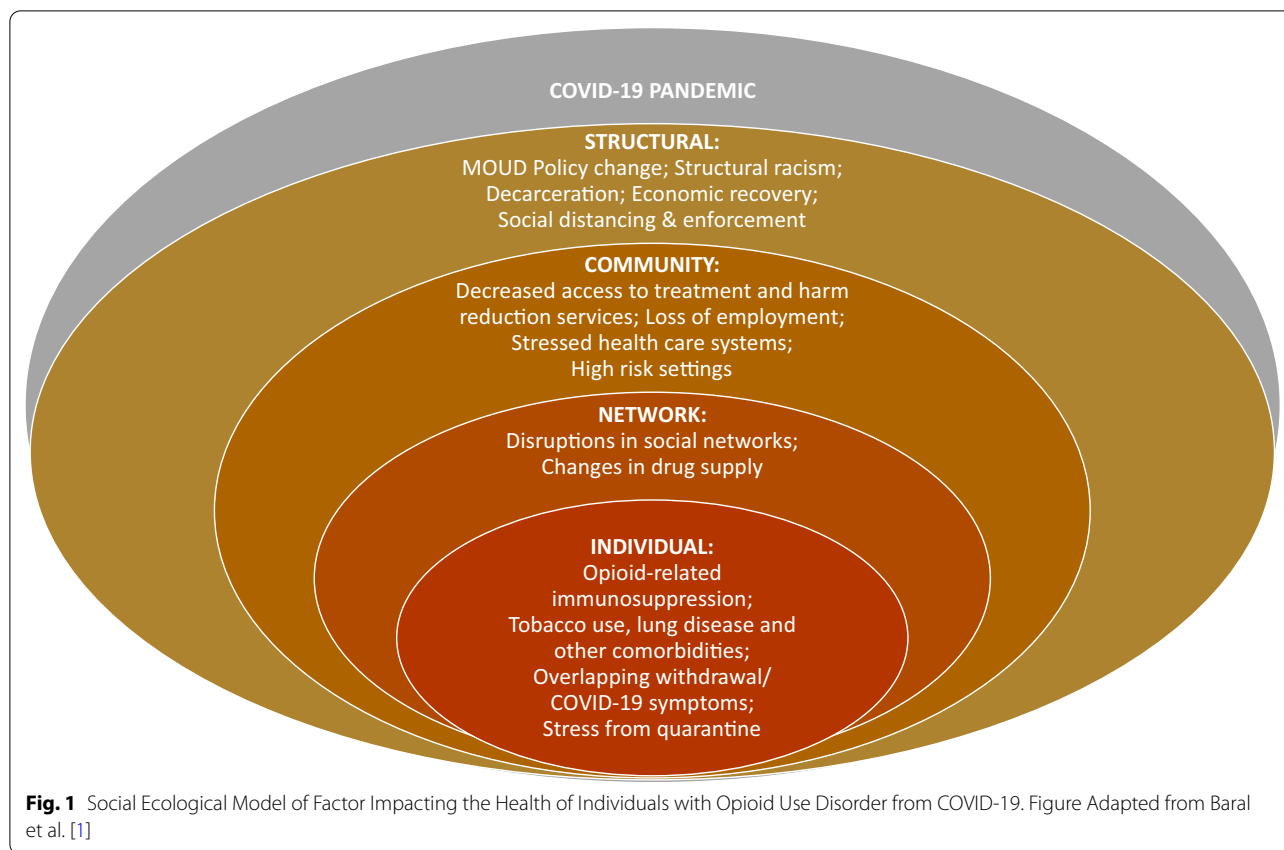 COVID-19 PANDEMIC
STRUCTURAL:
MOUD Policy change; Structural racism;
Decarceration; Economic recovery;
Social distancing & enforcement
COMMUNITY:
Decreased access to treatment and harm
reduction services; Loss of employment;
Stressed health care systems;
High risk settings
NETWORK:
Disruptions in social networks;
Changes in drug supply
INDIVIDUAL:
Opioid-related
immunosuppression;
Tobacco use, lung disease and
other comorbidities;
Overlapping withdrawal/
COVID-19 symptoms;
Stress from quarantine
Fig. 1 Social Ecological Model of Factor Impacting the Health of Individuals with Opioid Use Disorder from COVID-19. Figure Adapted from Baral
et al. [1]